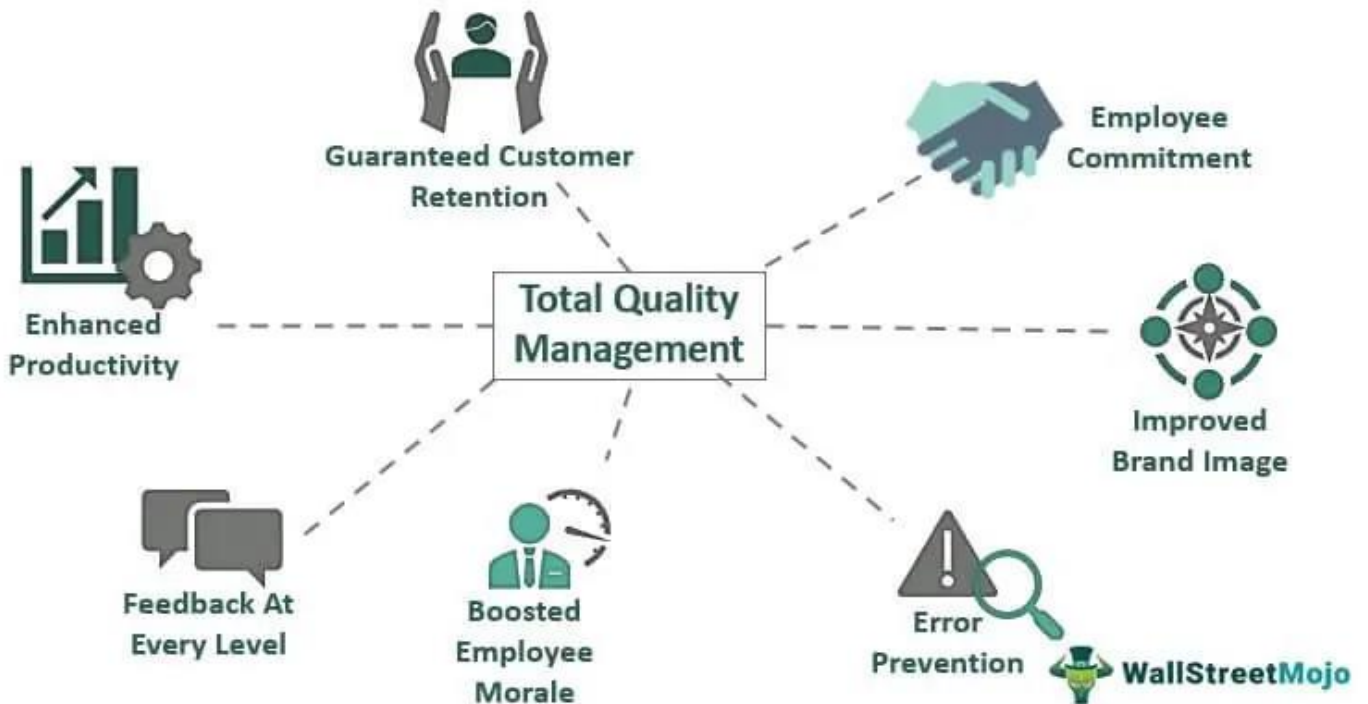 Guaranteed Customer
Retention
Employee
Commitment
Enhanced
Productivity
Total Quality
Management
Improved
Brand Image
Feedback At
Every Level
Boosted
Employee
Morale
Error
Prevention
WallStreetMojo